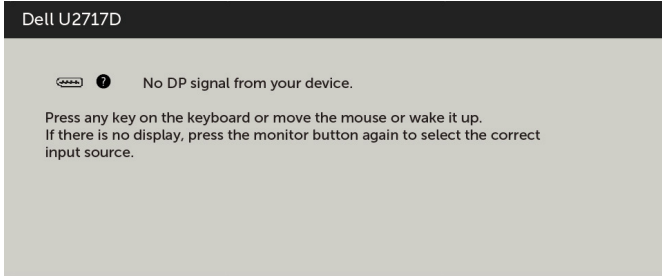 Dell U2717D
? No DP signal from your device.
Press any key on the keyboard or move the mouse or wake it up.
If there is no display, press the monitor button again to select the correct
input source.